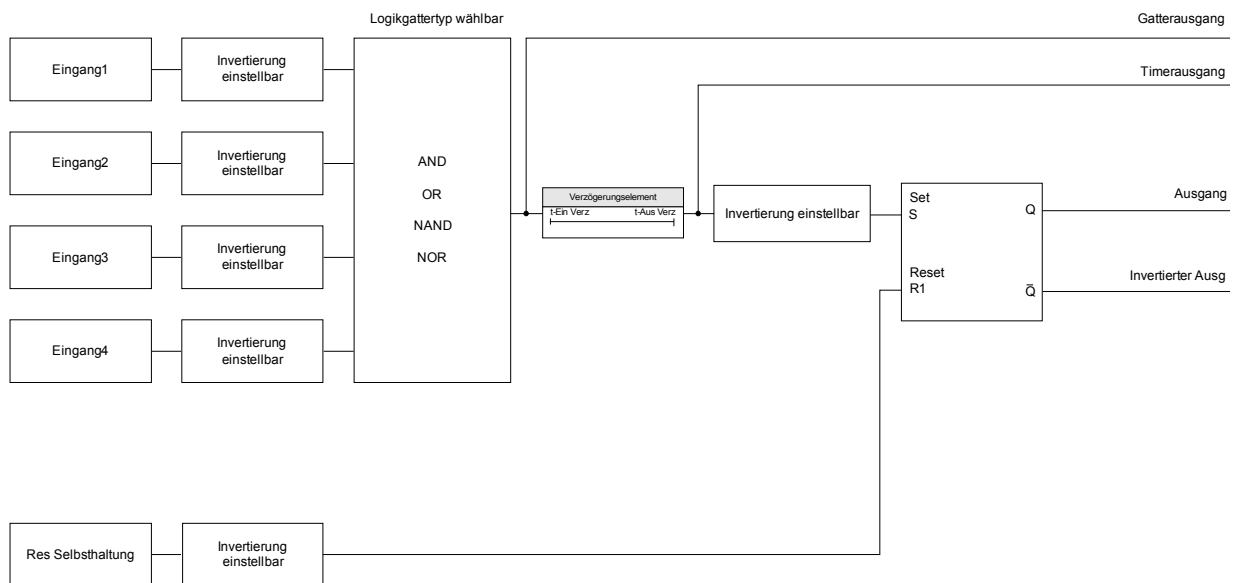 Logikgattertyp wählbar
Gatterausgang
Eingang1
Invertierung
einstellbar
Timerausgang
Eingang2
Invertierung
einstellbar
AND
OR
NAND
NOR
Verzögerungselement
t-Ein Verz
t-Aus Verz
Invertierung einstellbar
Set
S
Q
Ausgang
Reset
R1
Q̅
Invertierter Ausg
Eingang3
Invertierung
einstellbar
Eingang4
Invertierung
einstellbar
Res Selbsthaltung
Invertierung
einstellbar